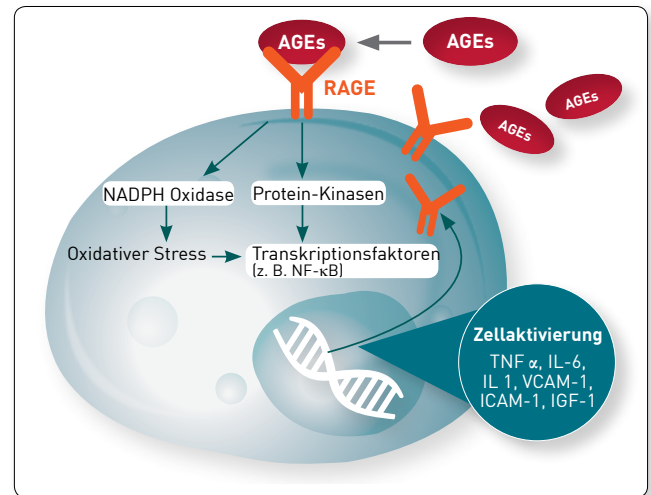 AGEs
AGEs
RAGE
AGEs
AGEs
NADPH Oxidase
Protein-Kinasen
Oxidativer Stress
Transkriptionsfaktoren
(z. B. NF-κB)
Zellaktivierung
TNF α, IL-6,
IL 1, VCAM-1,
ICAM-1, IGF-1